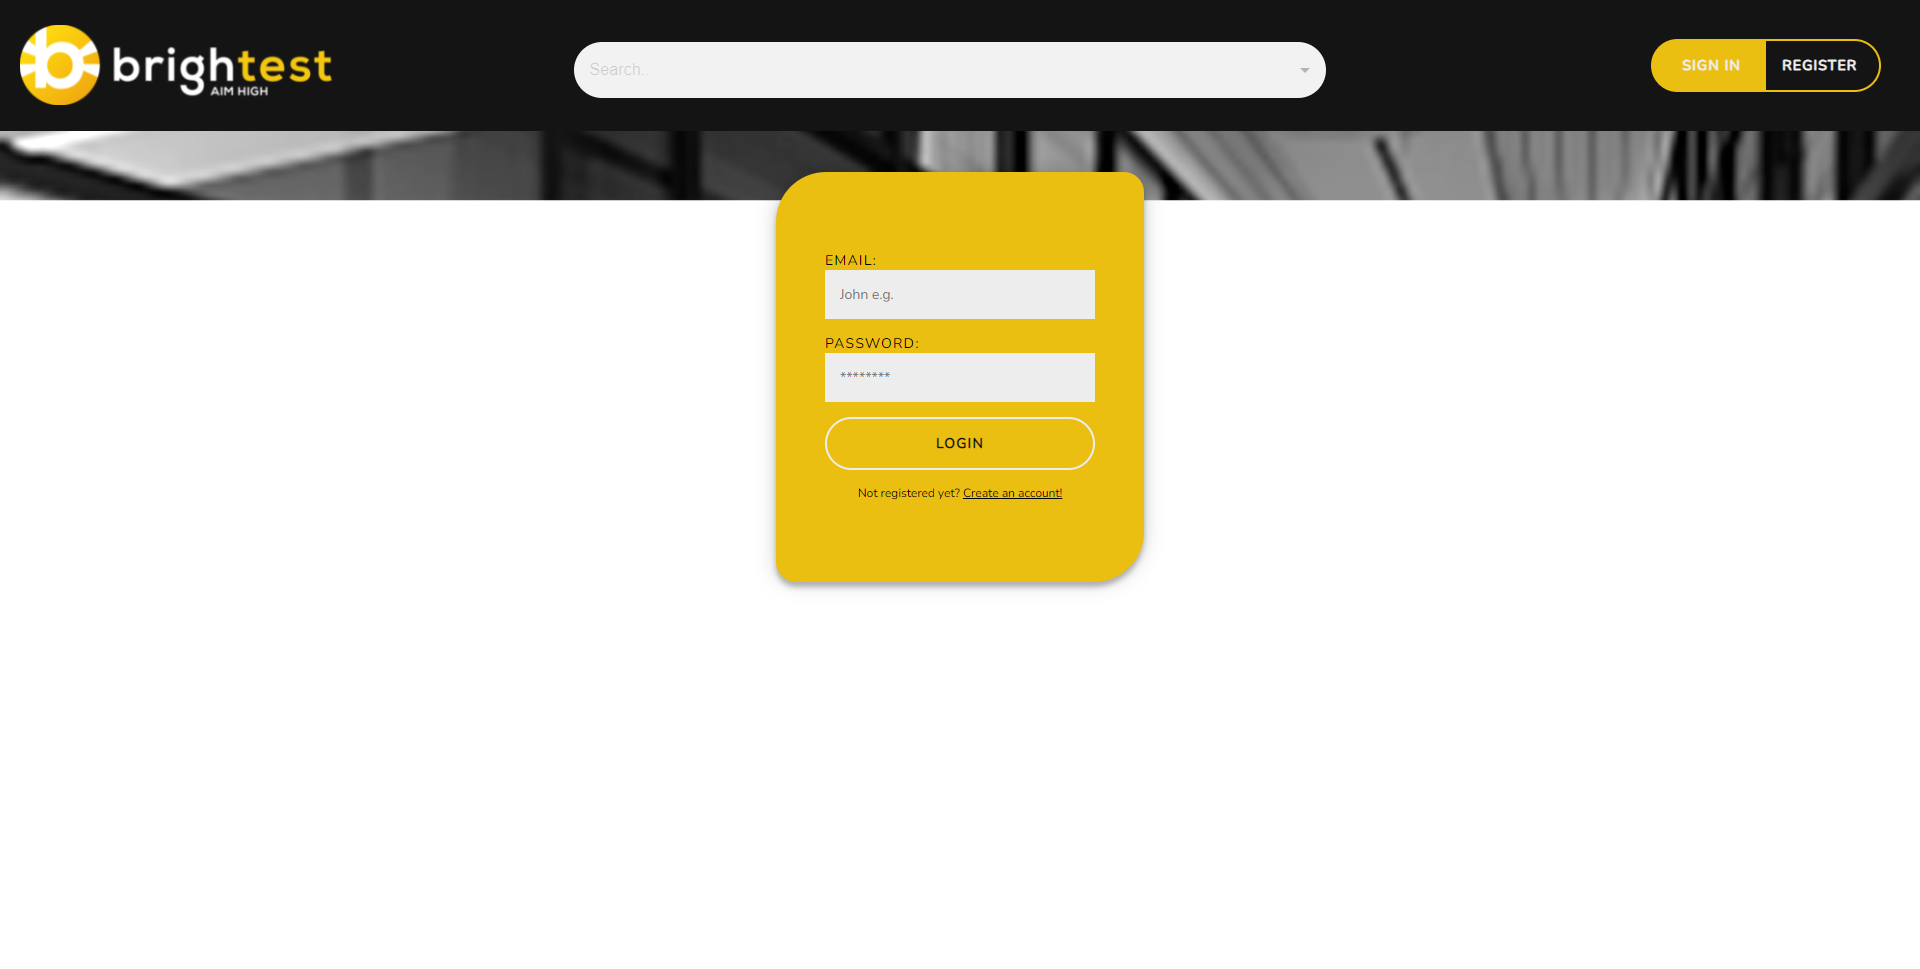 brightest
AIM HIGH
Search..
SIGN IN
REGISTER
EMAIL:
John e.g.
PASSWORD:
********
LOGIN
Not registered yet? Create an account!